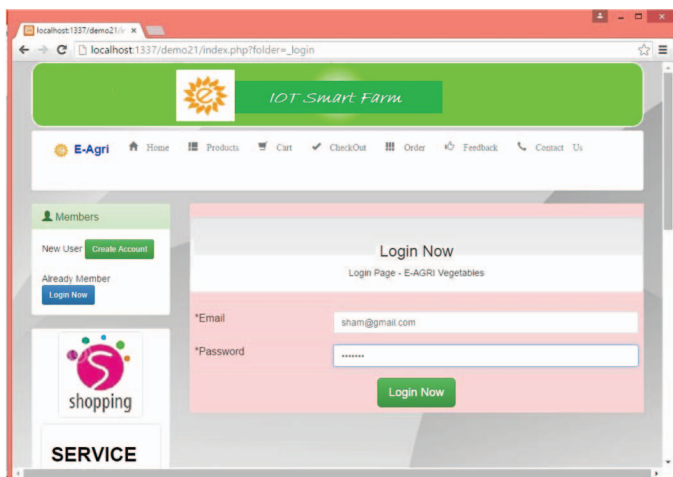 localhost:1337/demo21/i
localhost:1337/demo21/index.php?folder=_login
IOT Smart Farm
E-Agri Home Products Cart CheckOut Order Feedback Contact Us
Members
New User Create Account
Already Member
Login Now
Login Now
Login Page - E-AGRI Vegetables
*Email sham@gmail.com
*Password •••••••
Login Now
S
shopping
SERVICE